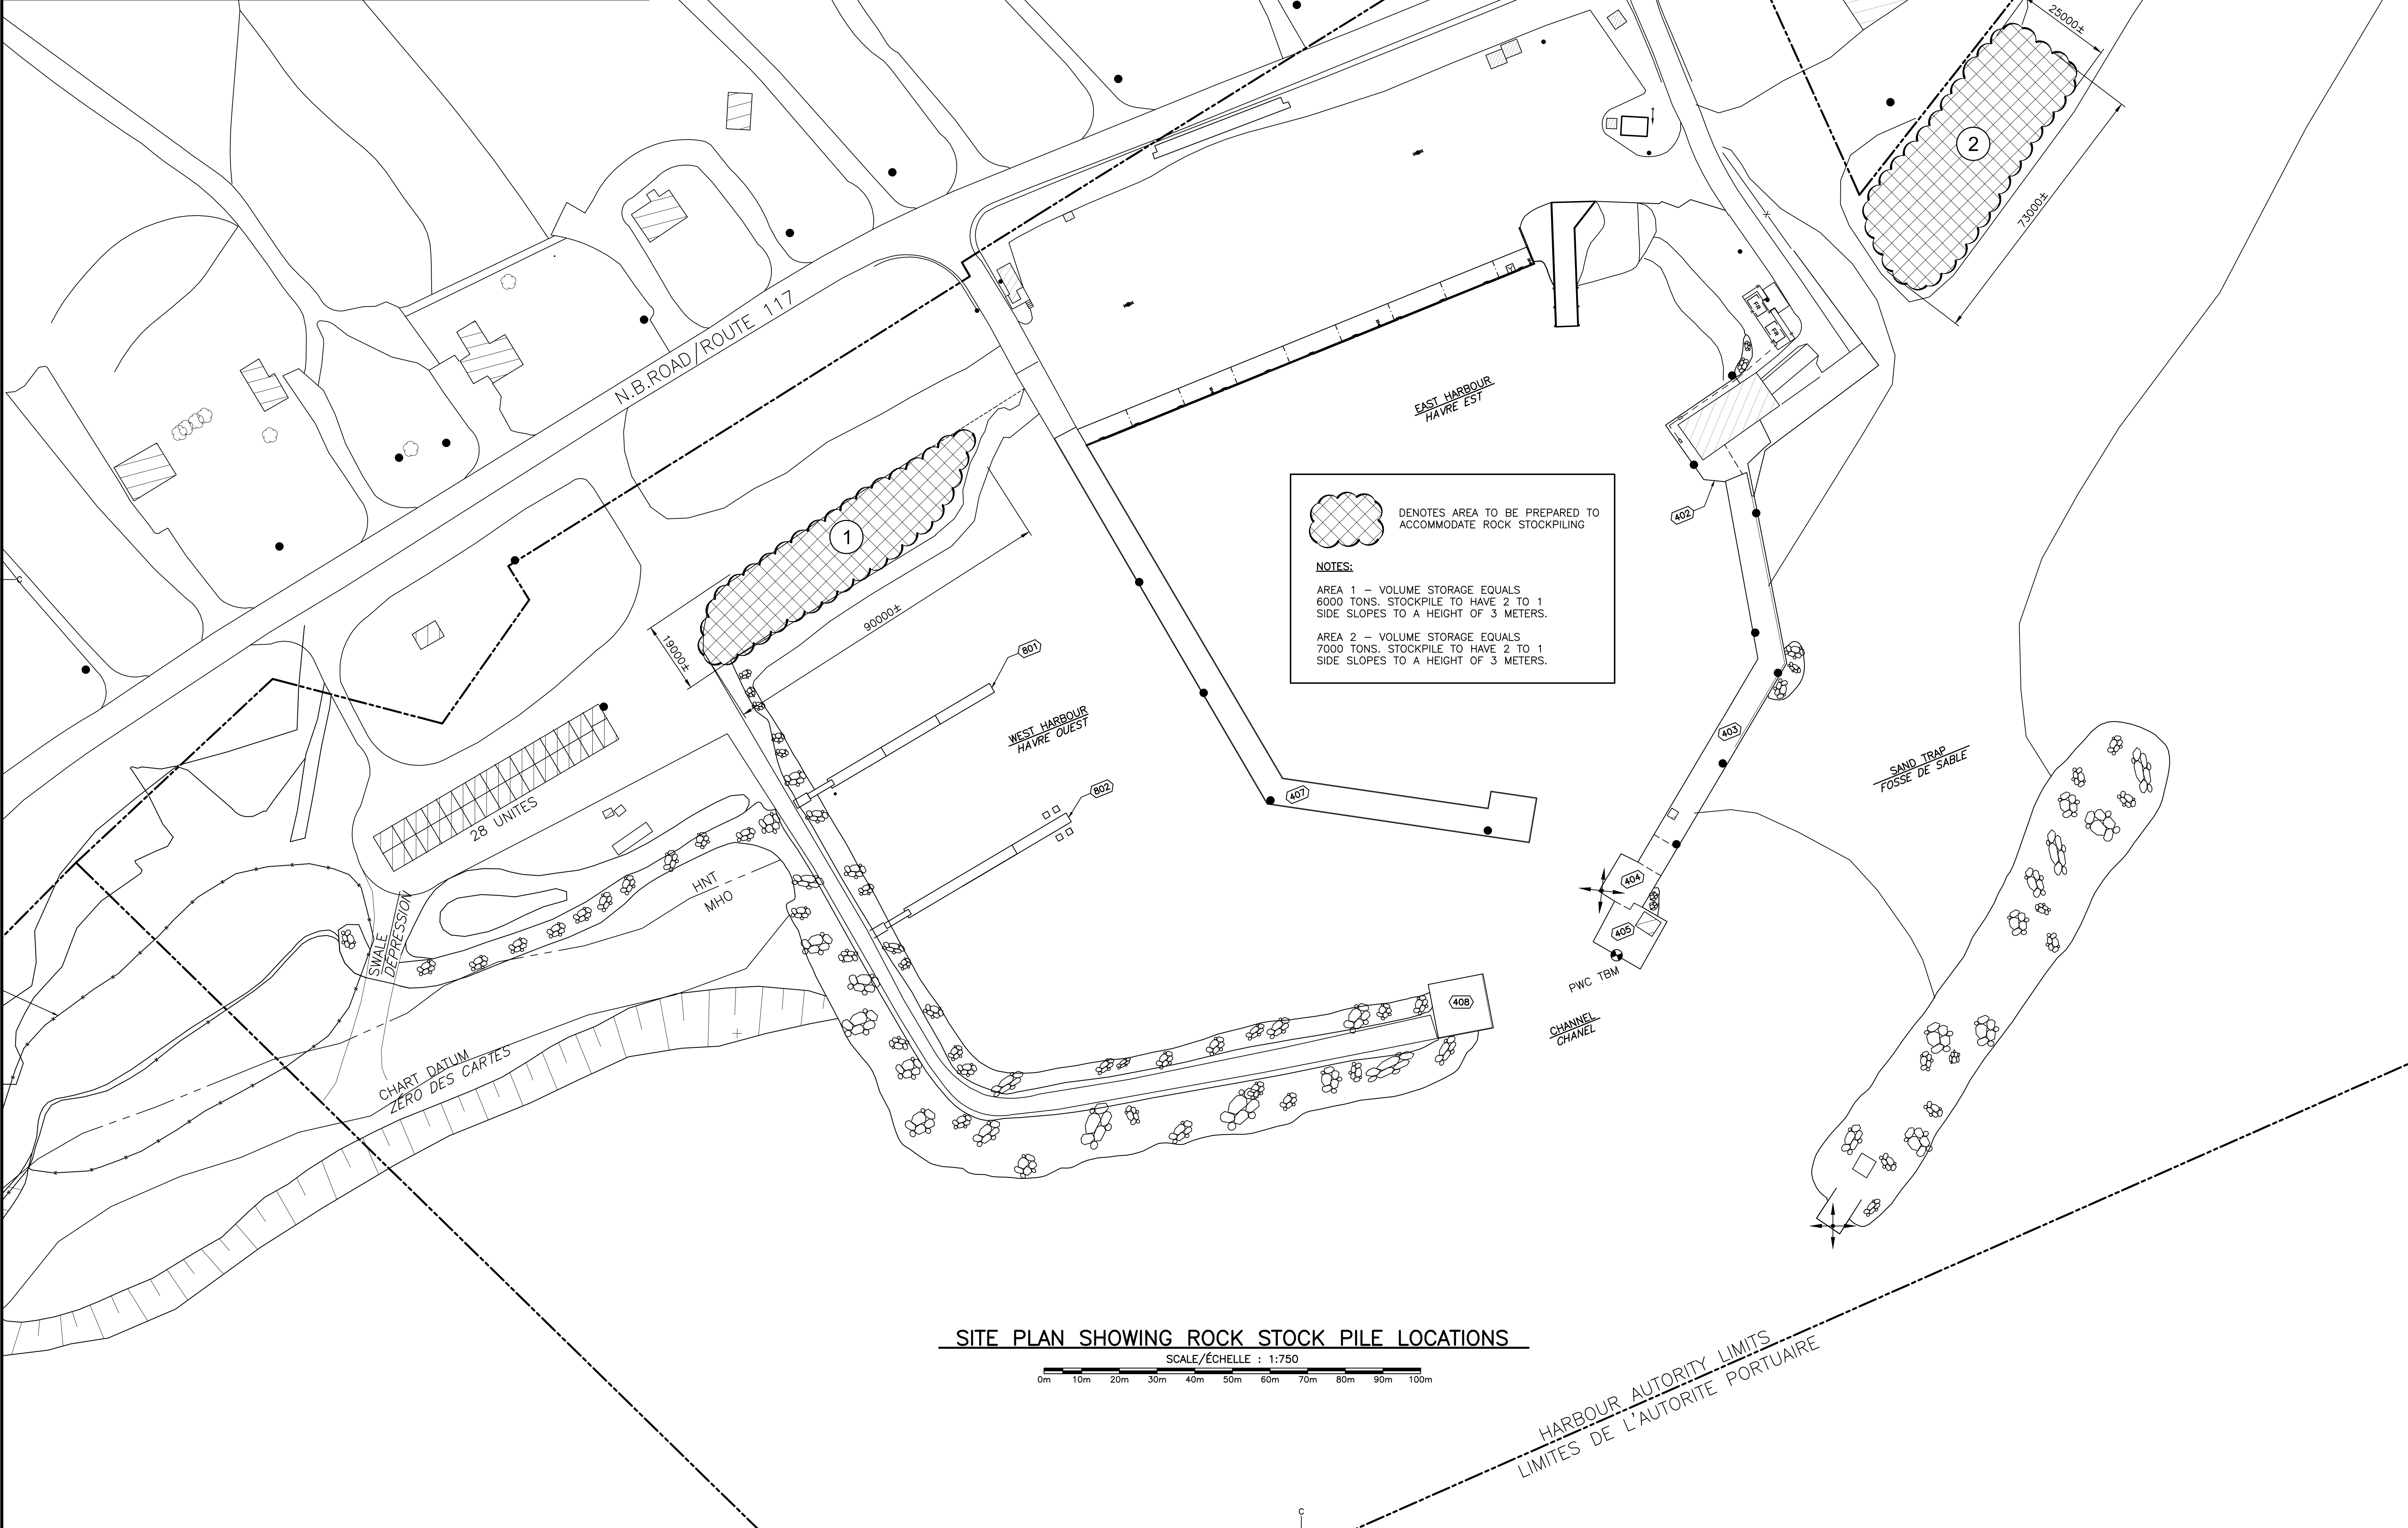 25000±
2
73000±
N.B.ROAD/ROUTE 117
FR
FR
EAST HARBOUR
HAVRE EST
1
402
DENOTES AREA TO BE PREPARED TO
ACCOMMODATE ROCK STOCKPILING
NOTES:
AREA 1 – VOLUME STORAGE EQUALS
6000 TONS. STOCKPILE TO HAVE 2 TO 1
SIDE SLOPES TO A HEIGHT OF 3 METERS.
AREA 2 – VOLUME STORAGE EQUALS
7000 TONS. STOCKPILE TO HAVE 2 TO 1
SIDE SLOPES TO A HEIGHT OF 3 METERS.
C
90000±
19000±
801
WEST HARBOUR
HAVRE OUEST
403
SAND TRAP
FOSSE DE SABLE
802
407
28 UNITES
HNT
MHO
404
405
SWALE
DÉPRESSION
PWC TBM
408
CHANNEL
CHANEL
CHART DATUM
ZÉRO DES CARTES
SITE PLAN SHOWING ROCK STOCK PILE LOCATIONS
SCALE/ÉCHELLE : 1:750
0m 10m 20m 30m 40m 50m 60m 70m 80m 90m 100m
HARBOUR AUTORITY LIMITS
LIMITES DE L'AUTORITE PORTUAIRE
C